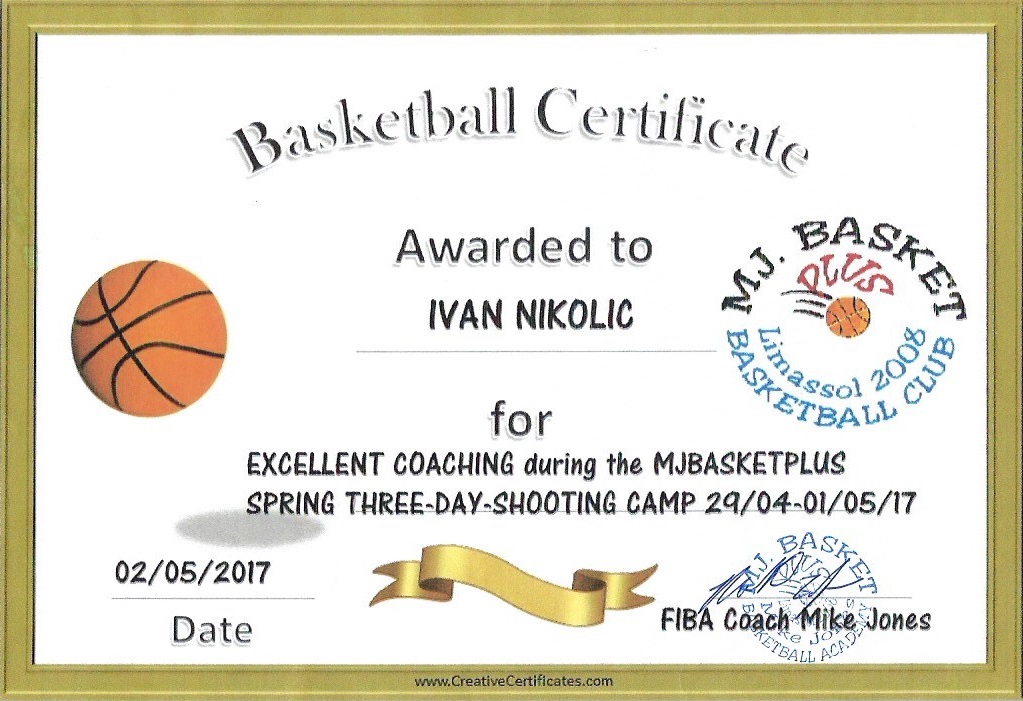 Basketball Certificate
Awarded to
IVAN NIKOLIC
MJ. BASKET
PLUS
Limassol 2008
BASKETBALL CLUB
for
EXCELLENT COACHING during the MJBASKETPLUS
SPRING THREE-DAY-SHOOTING CAMP 29/04-01/05/17
02/05/2017
Date
MJ. BASKET
PLUS
Mike Jones
BASKETBALL ACADEMY
FIBA Coach Mike Jones
www.CreativeCertificates.com